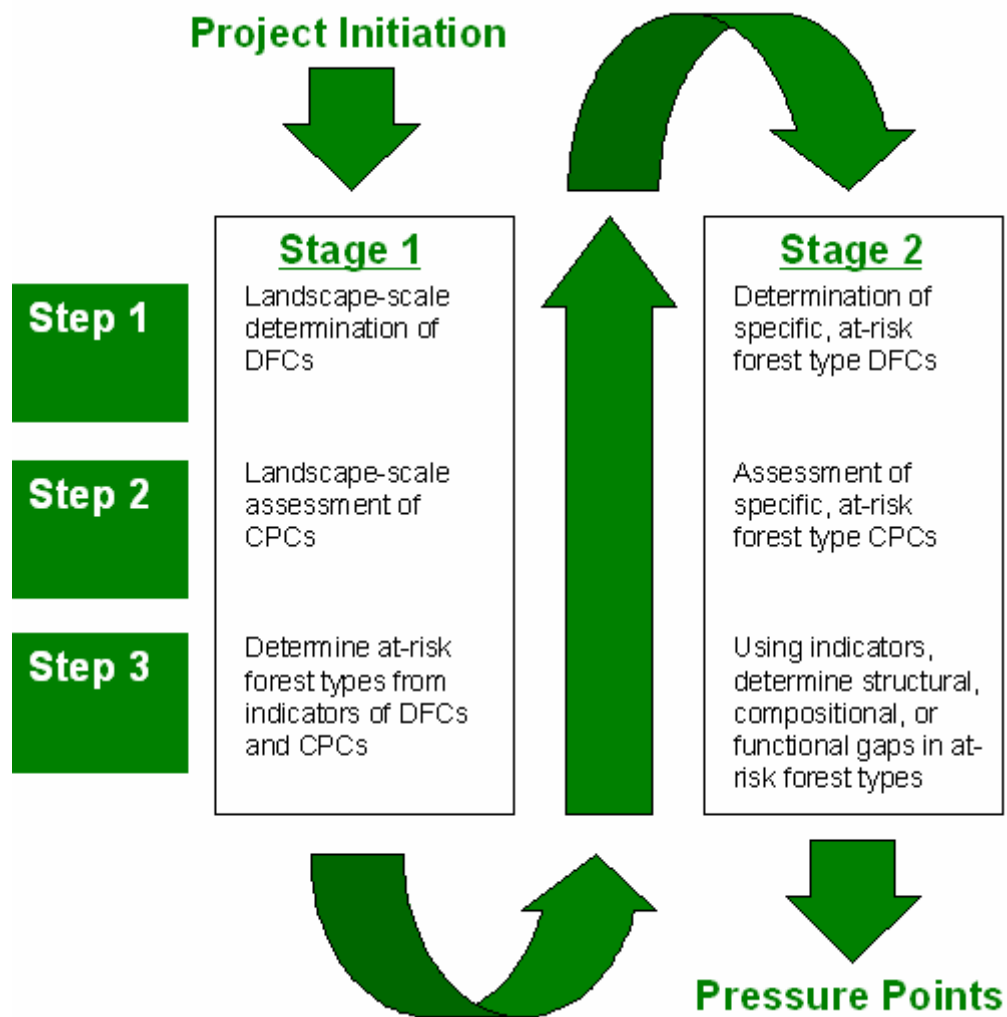 Project Initiation
Stage 1
Step 1
Landscape-scale
determination of
DFCs
Step 2
Landscape-scale
assessment of
CPCs
Step 3
Determine at-risk
forest types from
indicators of DFCs
and CPCs
Stage 2
Determination of
specific, at-risk
forest type DFCs
Assessment of
specific, at-risk
forest type CPCs
Using indicators,
determine structural,
compositional, or
functional gaps in at-
risk forest types
Pressure Points